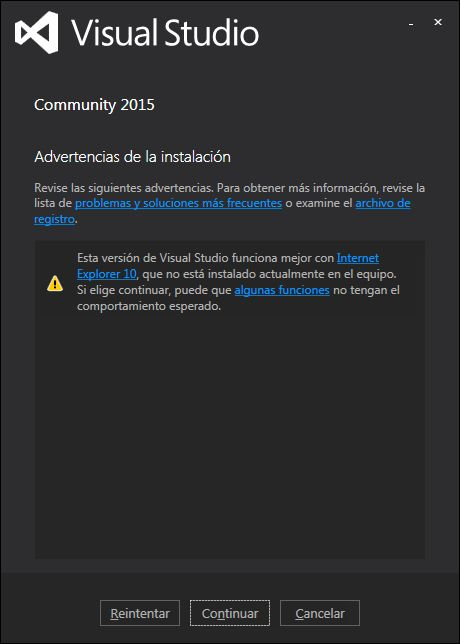 Visual Studio
Community 2015
Advertencias de la instalación
Revise las siguientes advertencias. Para obtener más información, revise la
lista de problemas y soluciones más frecuentes o examine el archivo de
registro.
Esta versión de Visual Studio funciona mejor con Internet
Explorer 10, que no está instalado actualmente en el equipo.
Si elige continuar, puede que algunas funciones no tengan el
comportamiento esperado.
Reintentar Continuar Cancelar